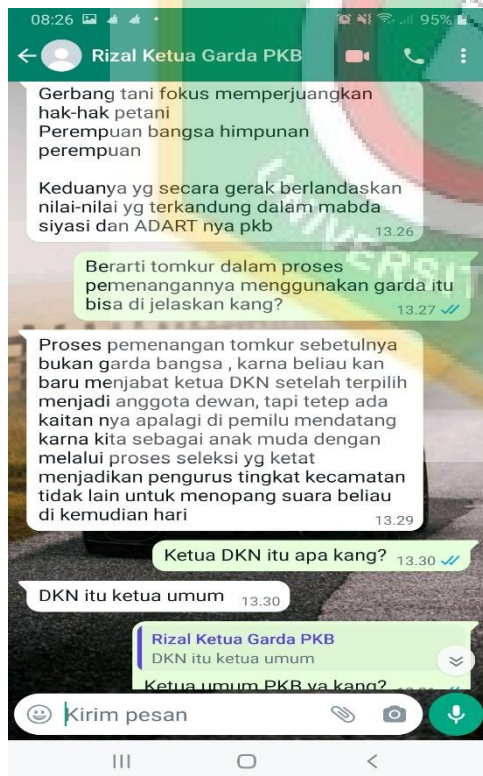 08:26
95%
Rizal Ketua Garda PKB
Gerbang tani fokus memperjuangkan
hak-hak petani
Perempuan bangsa himpunan
perempuan
Keduanya yg secara gerak berlandaskan
nilai-nilai yg terkandung dalam mabda
siyasi dan ADART nya pkb
13.26
Berarti tomkur dalam proses
pemenangannya menggunakan garda itu
bisa di jelaskan kang?
13.27
Proses pemenangan tomkur sebetulnya
bukan garda bangsa , karna beliau kan
baru menjabat ketua DKN setelah terpilih
menjadi anggota dewan, tapi tetep ada
kaitan nya apalagi di pemilu mendatang
karna kita sebagai anak muda dengan
melalui proses seleksi yg ketat
menjadikan pengurus tingkat kecamatan
tidak lain untuk menopang suara beliau
di kemudian hari
13.29
Ketua DKN itu apa kang?
13.30
DKN itu ketua umum
13.30
Rizal Ketua Garda PKB
DKN itu ketua umum
Ketua umum PKB ya kang?
Kirim pesan